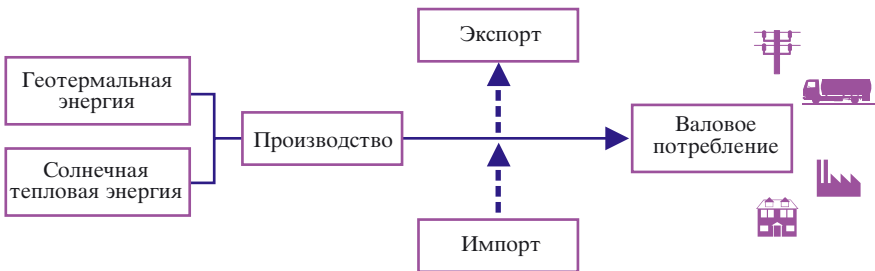 Геотермальная
энергия
Солнечная
тепловая энергия
Производство
Экспорт
Импорт
Валовое
потребление